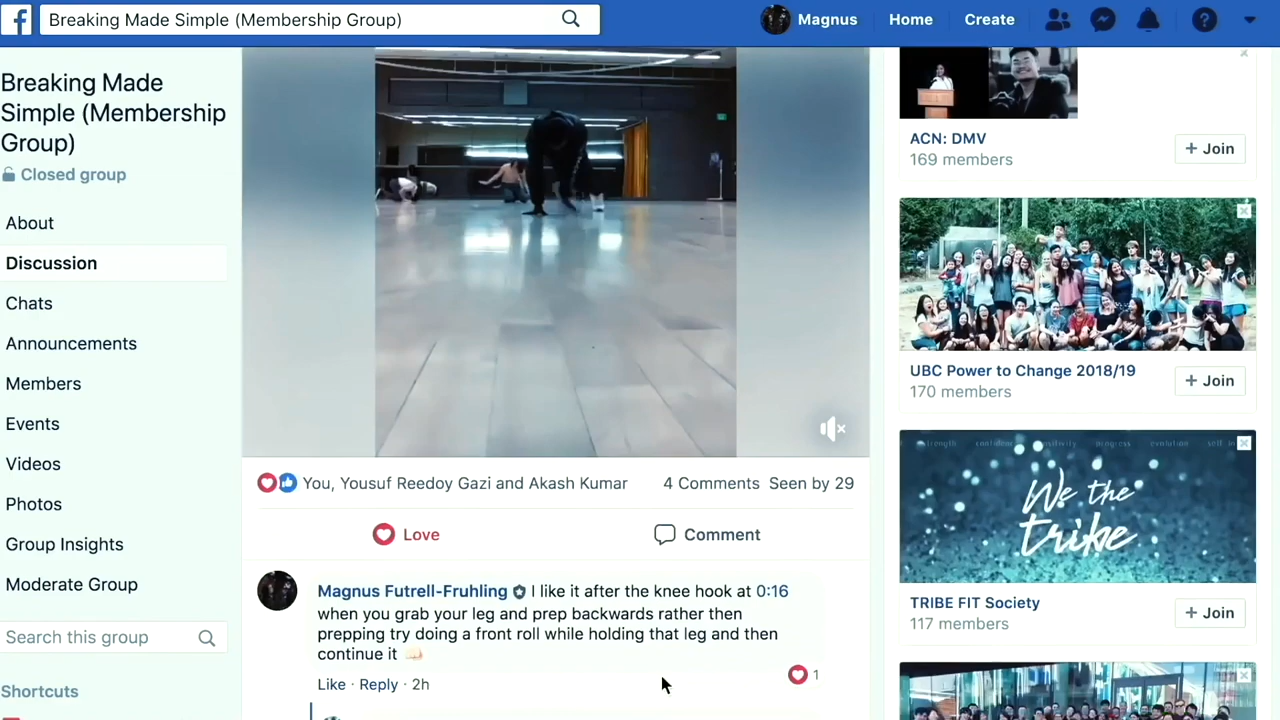 Breaking Made Simple (Membership Group)
Magnus
Home
Create
Breaking Made
Simple (Membership
Group)
Closed group
About
Discussion
Chats
Announcements
Members
Events
Videos
Photos
Group Insights
Moderate Group
Search this group
Shortcuts
You, Yousuf Reedoy Gazi and Akash Kumar
4 Comments Seen by 29
Love
Comment
Magnus Futrell-Fruhling I like it after the knee hook at 0:16
when you grab your leg and prep backwards rather then
prepping try doing a front roll while holding that leg and then
continue it
Like · Reply · 2h
1
ACN: DMV
169 members
+ Join
UBC Power to Change 2018/19
170 members
+ Join
strength
progress
evolution
We the
tribe
TRIBE FIT Society
117 members
+ Join